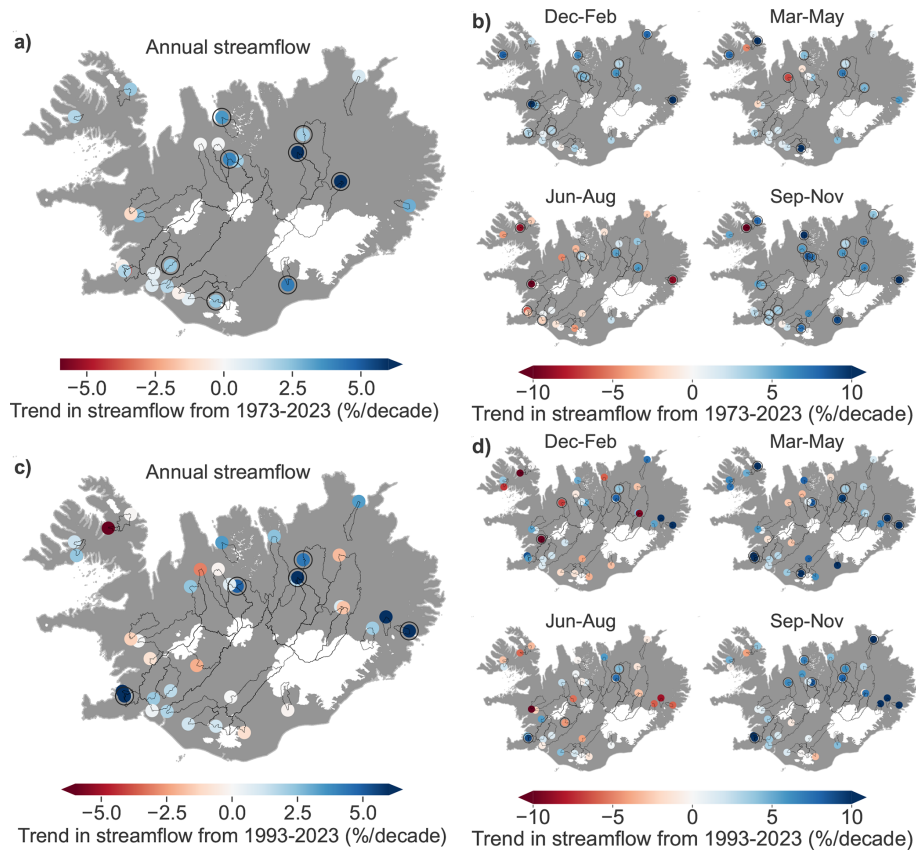 a)
Annual streamflow
−5.0 −2.5 0.0 2.5 5.0
Trend in streamflow from 1973-2023 (%/decade)
b)
Dec-Feb Mar-May
Jun-Aug Sep-Nov
−10 −5 0 5 10
Trend in streamflow from 1973-2023 (%/decade)
c)
Annual streamflow
−5.0 −2.5 0.0 2.5 5.0
Trend in streamflow from 1993-2023 (%/decade)
d)
Dec-Feb Mar-May
Jun-Aug Sep-Nov
−10 −5 0 5 10
Trend in streamflow from 1993-2023 (%/decade)